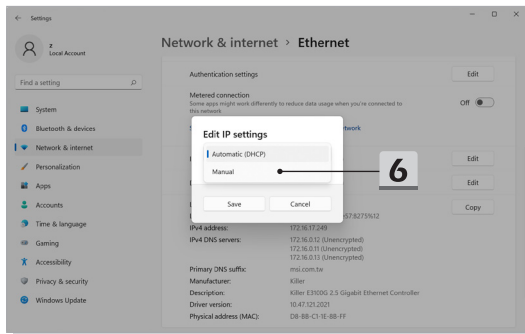 Settings
z
Local Account
Find a setting
System
Bluetooth & devices
Network & internet
Personalization
Apps
Accounts
Time & language
Gaming
Accessibility
Privacy & security
Windows Update
Network & internet > Ethernet
Authentication settings
Edit
Metered connection
Some apps might work differently to reduce data usage when you're connected to
this network
Off
Edit IP settings
Automatic (DHCP)
Manual
6
Save
Cancel
Edit
Edit
Copy
IPv4 address: 172.16.17.249
IPv4 DNS servers: 172.16.0.12 (Unencrypted)
172.16.0.11 (Unencrypted)
172.16.0.13 (Unencrypted)
Primary DNS suffix: msi.com.tw
Manufacturer: Killer
Description: Killer E3100G 2.5 Gigabit Ethernet Controller
Driver version: 10.47.121.2021
Physical address (MAC): D8-BB-C1-1E-8B-FF